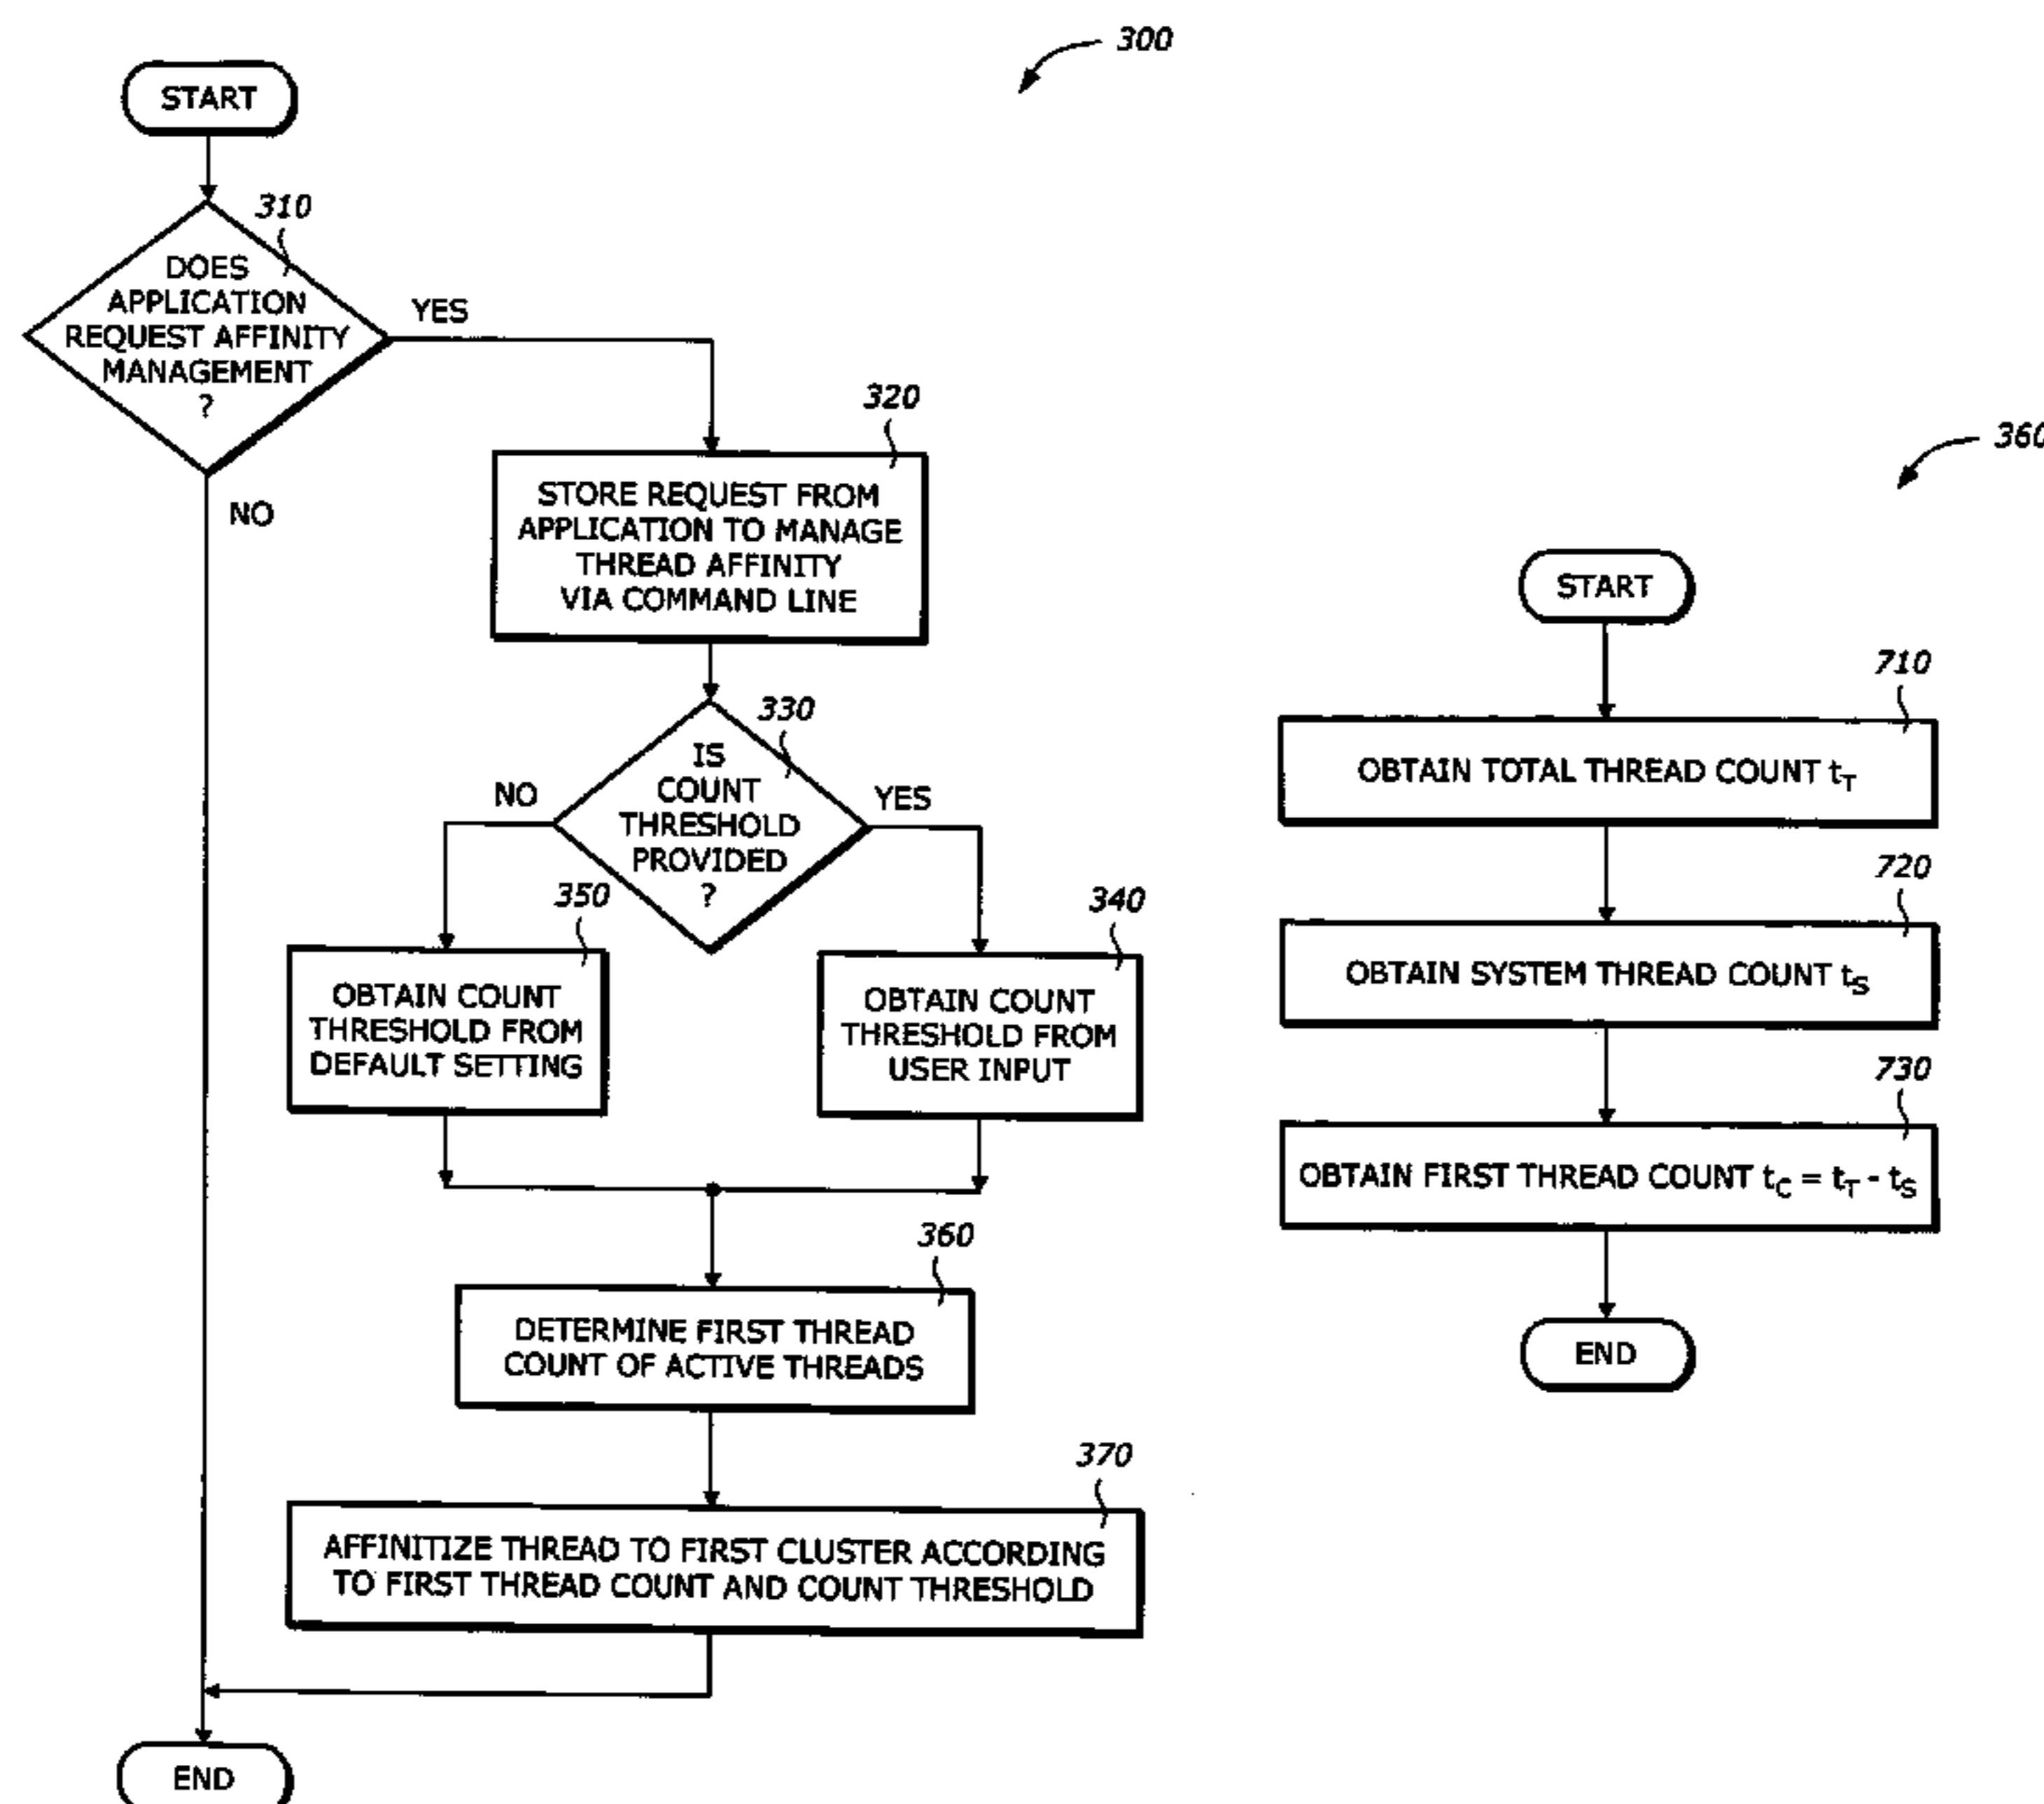 300
START
310
DOES
APPLICATION
REQUEST AFFINITY
MANAGEMENT
?
YES
NO
320
STORE REQUEST FROM
APPLICATION TO MANAGE
THREAD AFFINITY
VIA COMMAND LINE
330
IS
COUNT
THRESHOLD
PROVIDED
?
NO
YES
350
OBTAIN COUNT
THRESHOLD FROM
DEFAULT SETTING
340
OBTAIN COUNT
THRESHOLD FROM
USER INPUT
360
DETERMINE FIRST THREAD
COUNT OF ACTIVE THREADS
370
AFFINITIZE THREAD TO FIRST CLUSTER ACCORDING
TO FIRST THREAD COUNT AND COUNT THRESHOLD
END
360
START
710
OBTAIN TOTAL THREAD COUNT tT
720
OBTAIN SYSTEM THREAD COUNT tS
730
OBTAIN FIRST THREAD COUNT tC = tT - tS
END